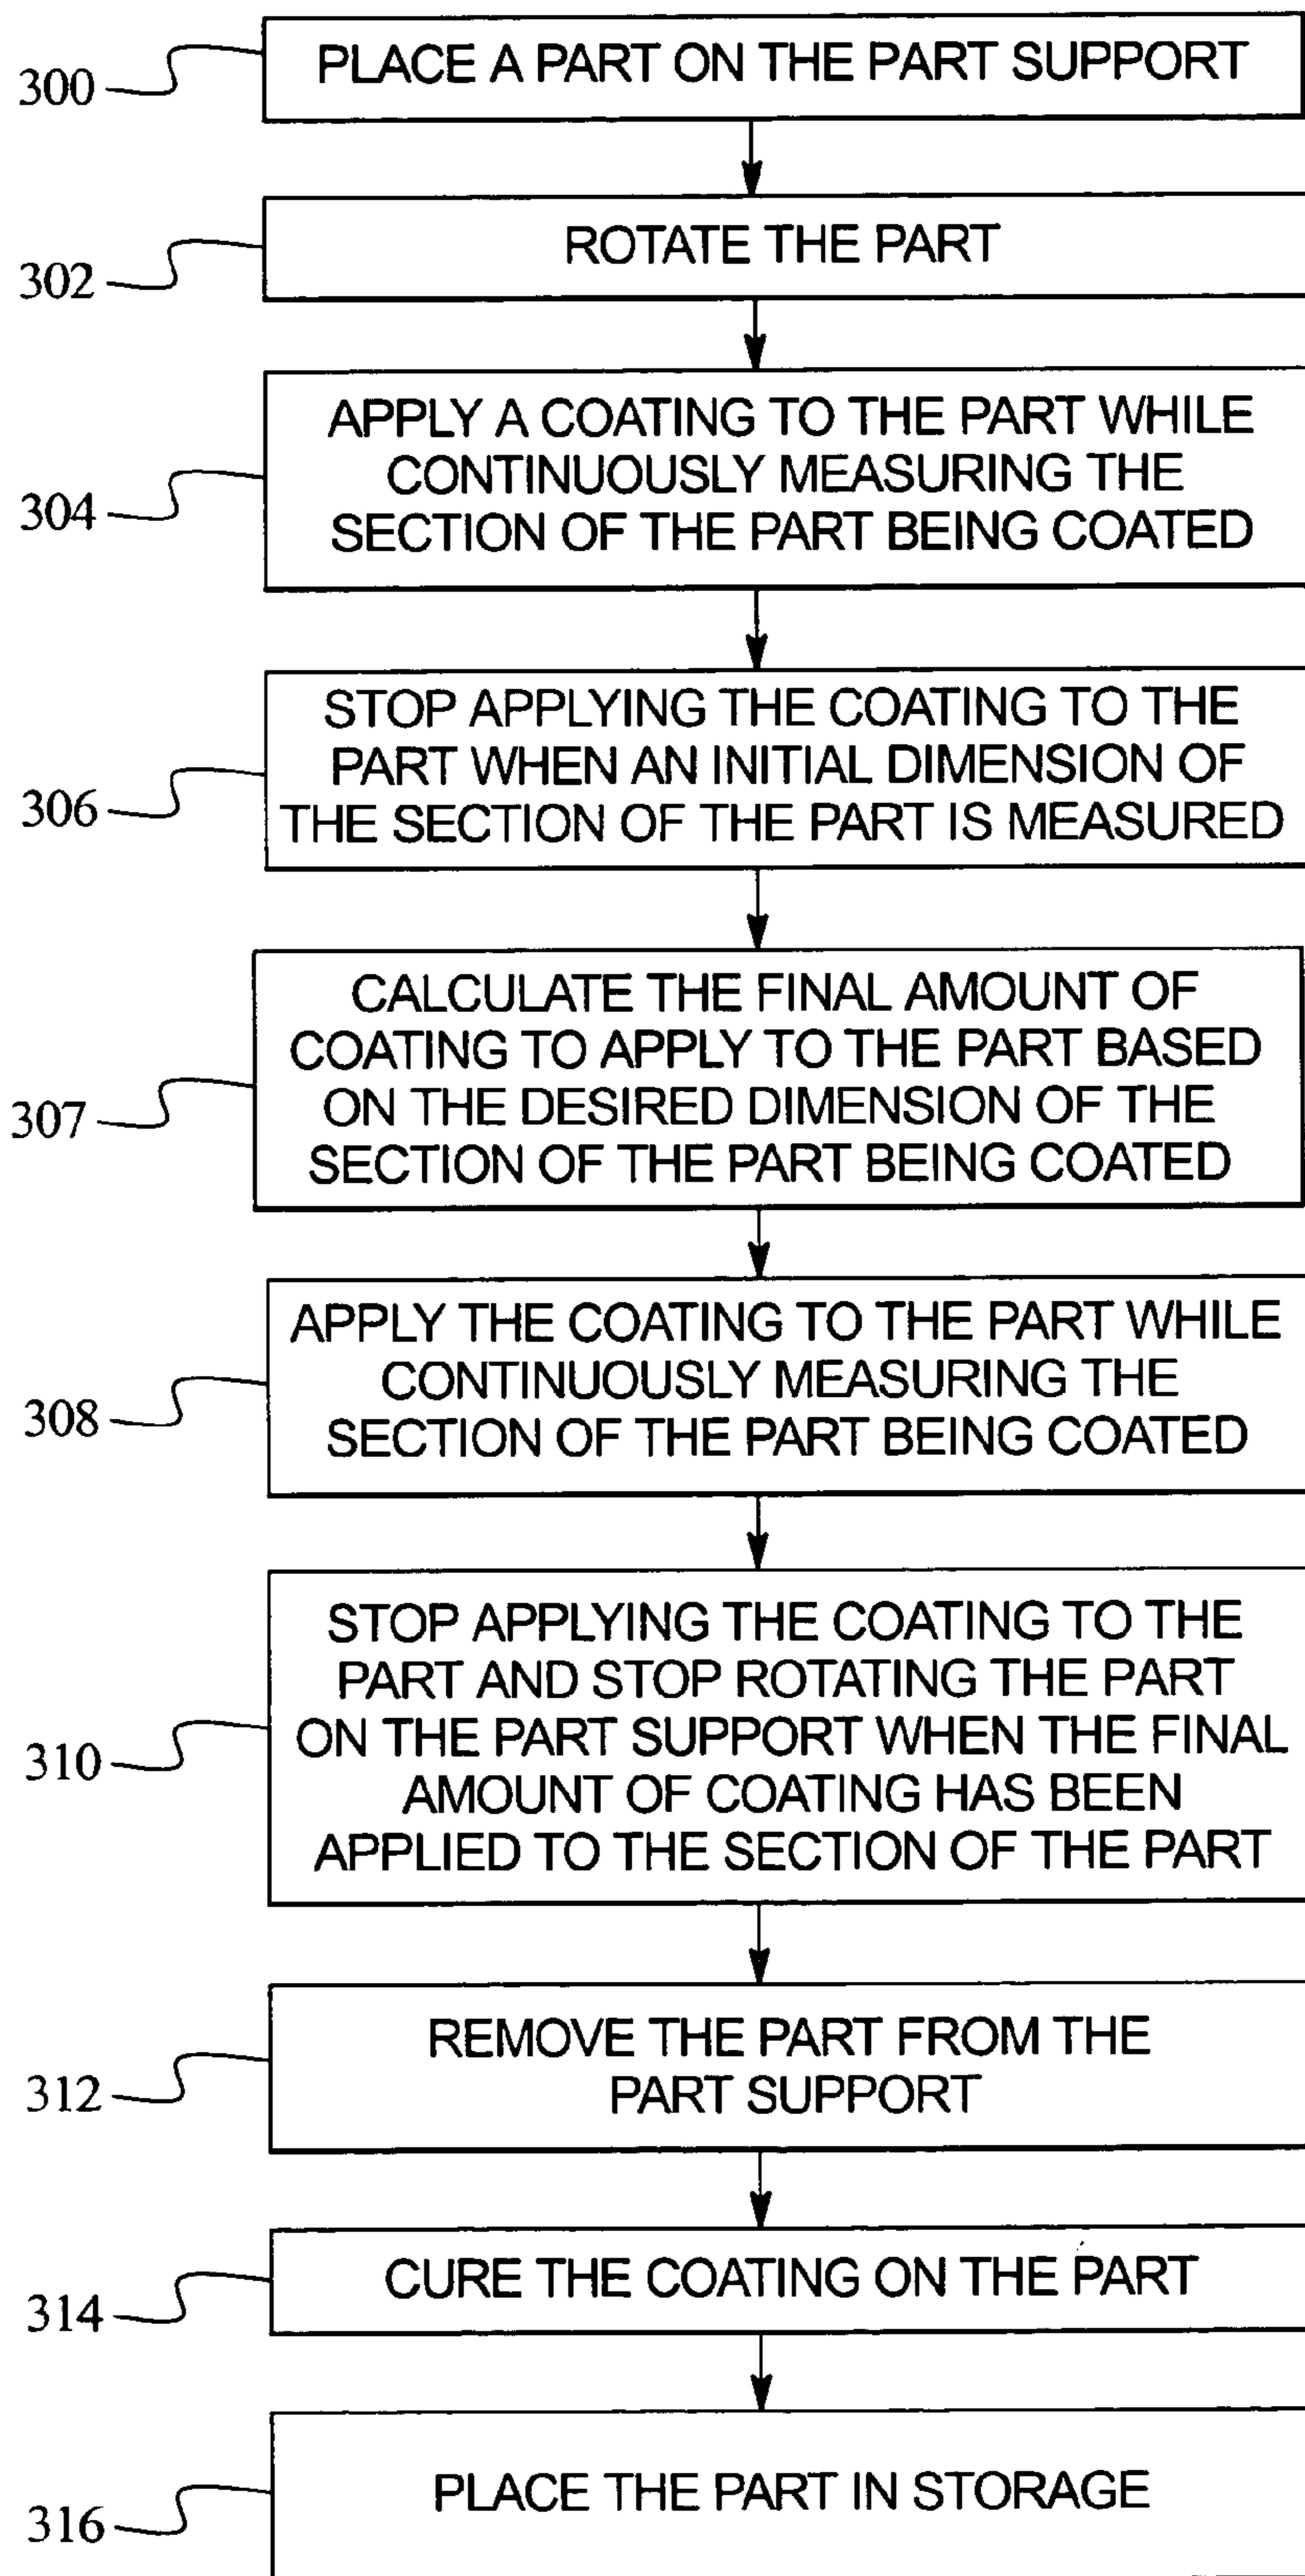 300
PLACE A PART ON THE PART SUPPORT
302
ROTATE THE PART
304
APPLY A COATING TO THE PART WHILE
CONTINUOUSLY MEASURING THE
SECTION OF THE PART BEING COATED
306
STOP APPLYING THE COATING TO THE
PART WHEN AN INITIAL DIMENSION OF
THE SECTION OF THE PART IS MEASURED
307
CALCULATE THE FINAL AMOUNT OF
COATING TO APPLY TO THE PART BASED
ON THE DESIRED DIMENSION OF THE
SECTION OF THE PART BEING COATED
308
APPLY THE COATING TO THE PART WHILE
CONTINUOUSLY MEASURING THE
SECTION OF THE PART BEING COATED
310
STOP APPLYING THE COATING TO THE
PART AND STOP ROTATING THE PART
ON THE PART SUPPORT WHEN THE FINAL
AMOUNT OF COATING HAS BEEN
APPLIED TO THE SECTION OF THE PART
312
REMOVE THE PART FROM THE
PART SUPPORT
314
CURE THE COATING ON THE PART
316
PLACE THE PART IN STORAGE